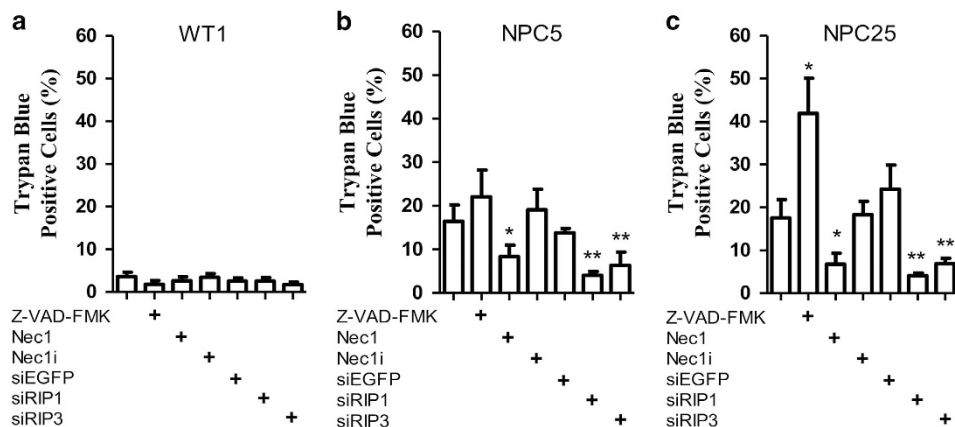 a
WT1
Trypan Blue
Positive Cells (%)
60
50
40
30
20
10
0
Z-VAD-FMK +
Nec1 +
Nec1i +
siEGFP +
siRIP1 +
siRIP3 +
b
NPC5
Trypan Blue
Positive Cells (%)
60
50
40
30
20
10
0
*
**
**
Z-VAD-FMK +
Nec1 +
Nec1i +
siEGFP +
siRIP1 +
siRIP3 +
c
NPC25
Trypan Blue
Positive Cells (%)
60
50
40
30
20
10
0
*
*
**
**
Z-VAD-FMK +
Nec1 +
Nec1i +
siEGFP +
siRIP1 +
siRIP3 +